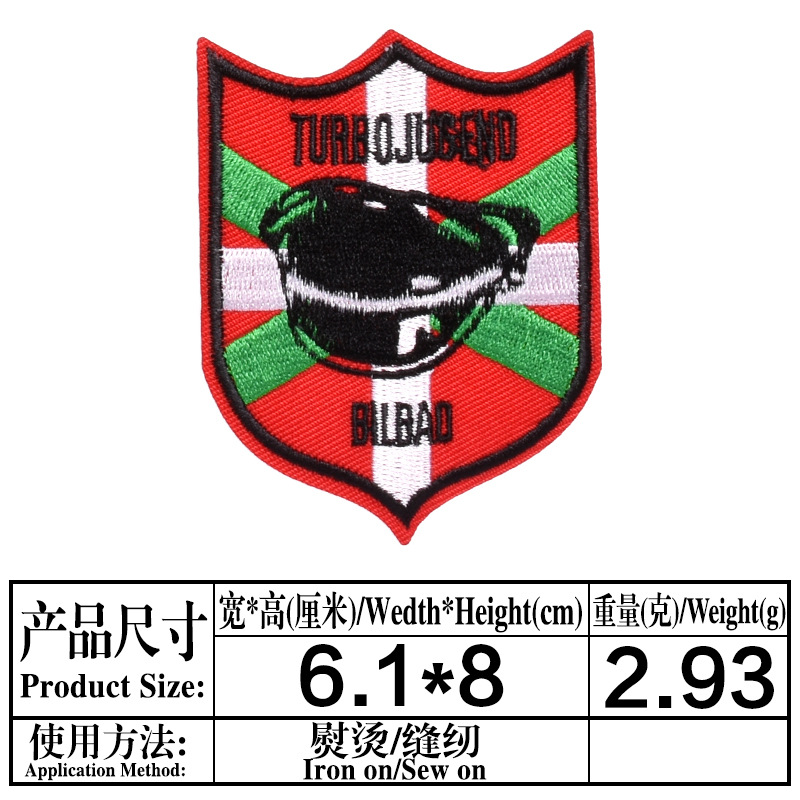 TURBOJUGEND
BILBAO
产品尺寸
Product Size:
宽*高(厘米)/Wedth*Height(cm)
6.1*8
重量(克)/Weight(g)
2.93
使用方法:
Application Method:
熨烫/缝纫
Iron on/Sew on